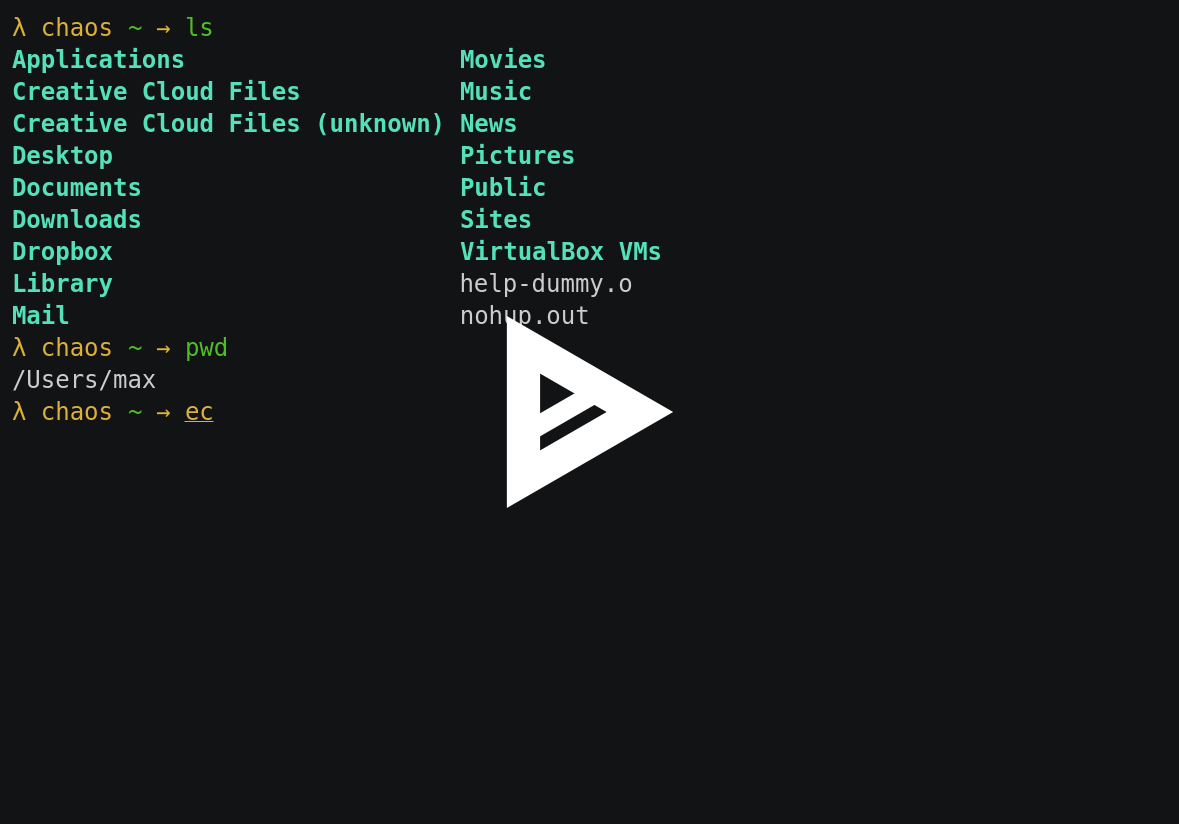 λ chaos ~ → ls
Applications Movies
Creative Cloud Files Music
Creative Cloud Files (unknown) News
Desktop Pictures
Documents Public
Downloads Sites
Dropbox VirtualBox VMs
Library help-dummy.o
Mail nohup.out
λ chaos ~ → pwd
/Users/max
λ chaos ~ → ec